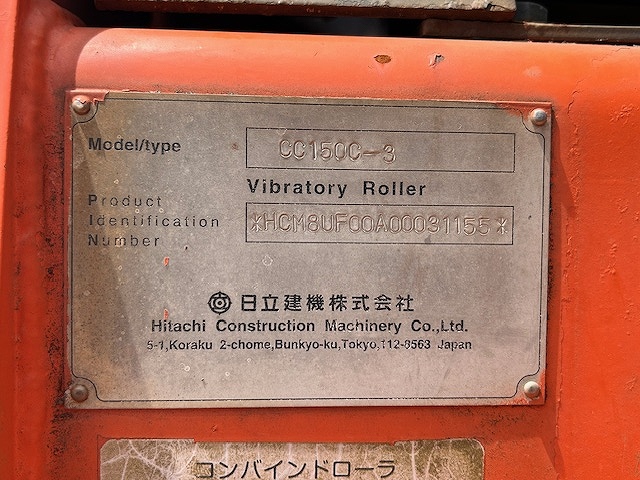 Model/type CC150C-3
Vibratory Roller
Product
Identification
Number
*HCM8UF00A00031155*
日立建機株式会社
Hitachi Construction Machinery Co.,Ltd.
5-1,Koraku 2-chome,Bunkyo-ku,Tokyo,112-8563 Japan
コンバインドローラ